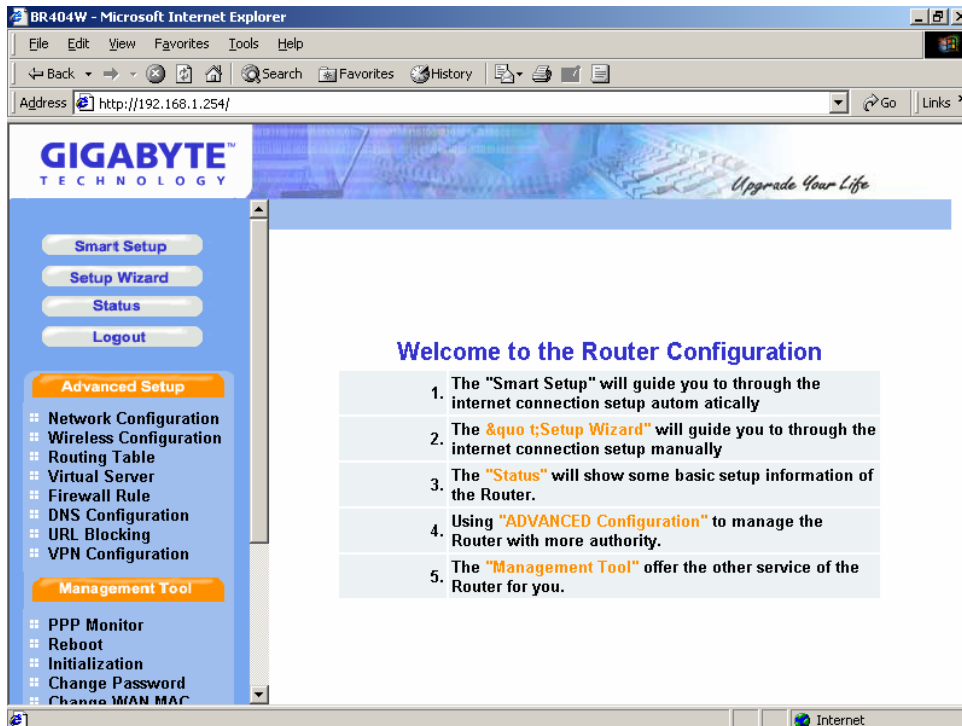 BR404W - Microsoft Internet Explorer
File Edit View Favorites Tools Help
Back Search Favorites History
Address http://192.168.1.254/ Go Links
GIGABYTE™
TECHNOLOGY
Upgrade Your Life
Smart Setup
Setup Wizard
Status
Logout
Advanced Setup
Network Configuration
Wireless Configuration
Routing Table
Virtual Server
Firewall Rule
DNS Configuration
URL Blocking
VPN Configuration
Management Tool
PPP Monitor
Reboot
Initialization
Change Password
Change WAN MAC
Welcome to the Router Configuration
1. The "Smart Setup" will guide you to through the
internet connection setup autom atically
2. The &quo t;Setup Wizard" will guide you to through the
internet connection setup manually
3. The "Status" will show some basic setup information of
the Router.
4. Using "ADVANCED Configuration" to manage the
Router with more authority.
5. The "Management Tool" offer the other service of the
Router for you.
Internet